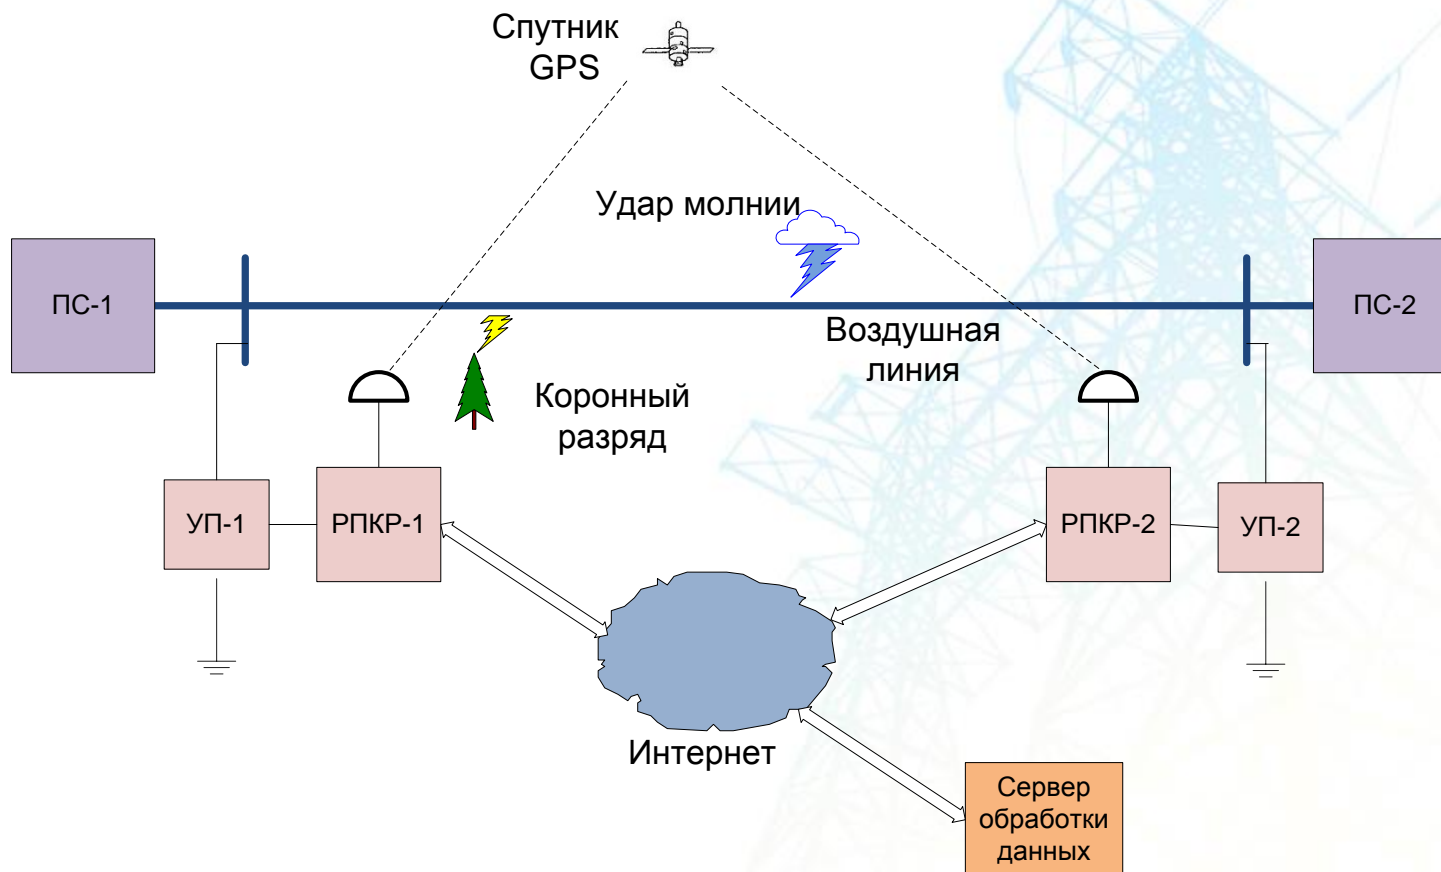 Спутник
GPS
Удар молнии
ПС-1
ПС-2
Воздушная
линия
Коронный
разряд
УП-1
РПКР-1
РПКР-2
УП-2
Интернет
Сервер
обработки
данных